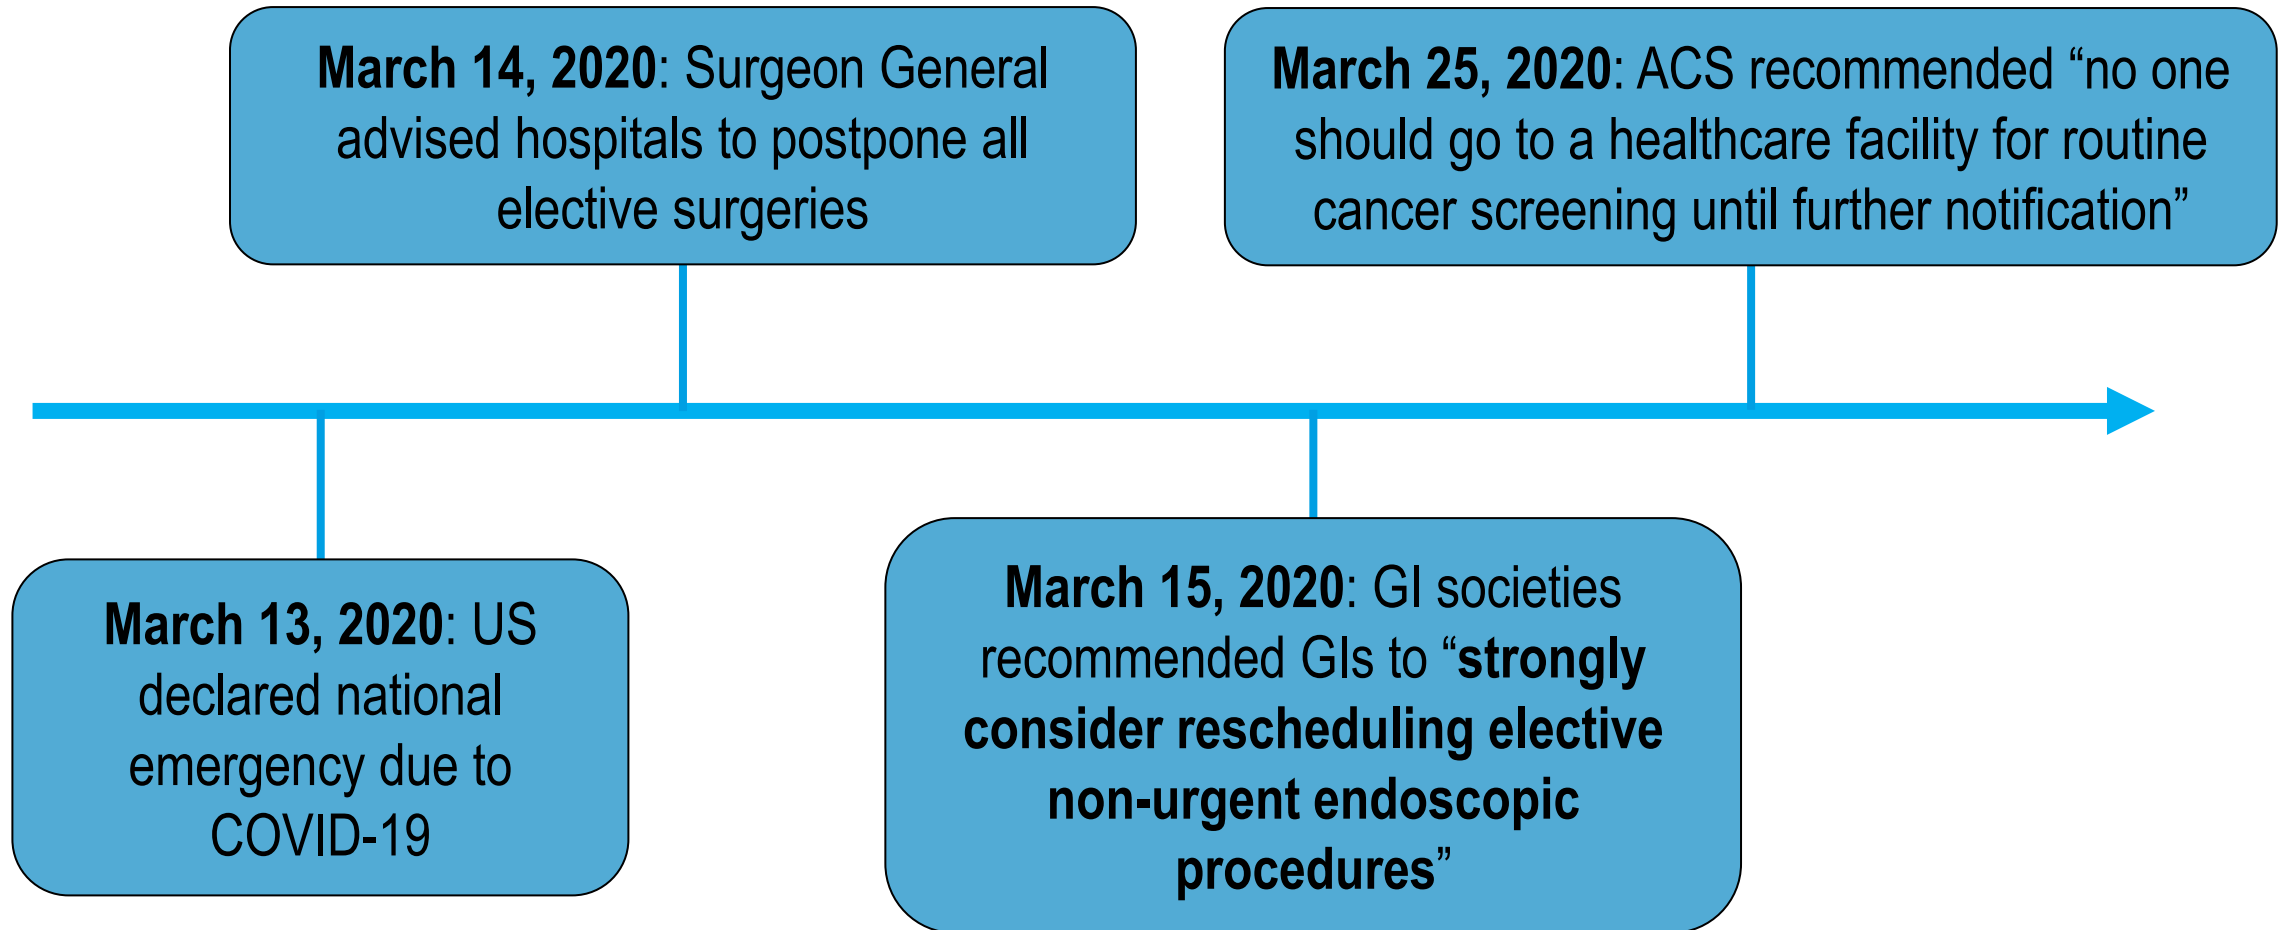 March 14, 2020: Surgeon General
advised hospitals to postpone all
elective surgeries
March 25, 2020: ACS recommended “no one
should go to a healthcare facility for routine
cancer screening until further notification”
March 13, 2020: US
declared national
emergency due to
COVID-19
March 15, 2020: GI societies
recommended GIs to “strongly
consider rescheduling elective
non-urgent endoscopic
procedures”